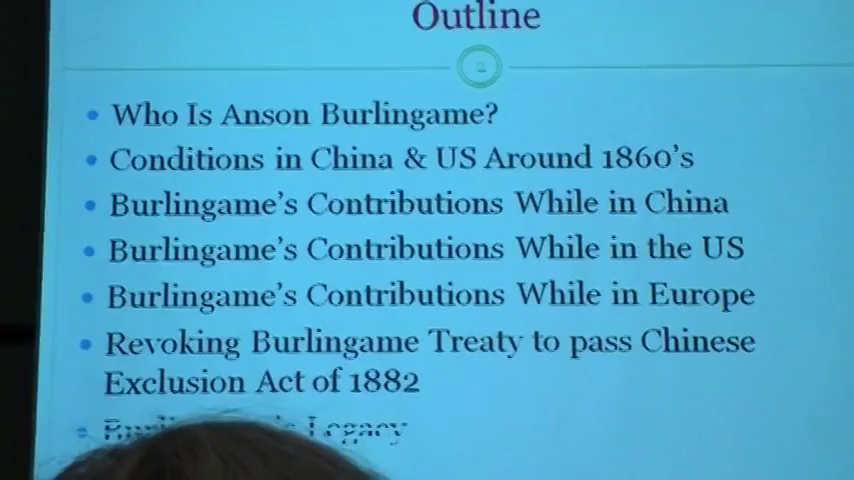 Outline
2
• Who Is Anson Burlingame?
• Conditions in China & US Around 1860's
• Burlingame's Contributions While in China
• Burlingame's Contributions While in the US
• Burlingame's Contributions While in Europe
• Revoking Burlingame Treaty to pass Chinese
Exclusion Act of 1882
Legacy